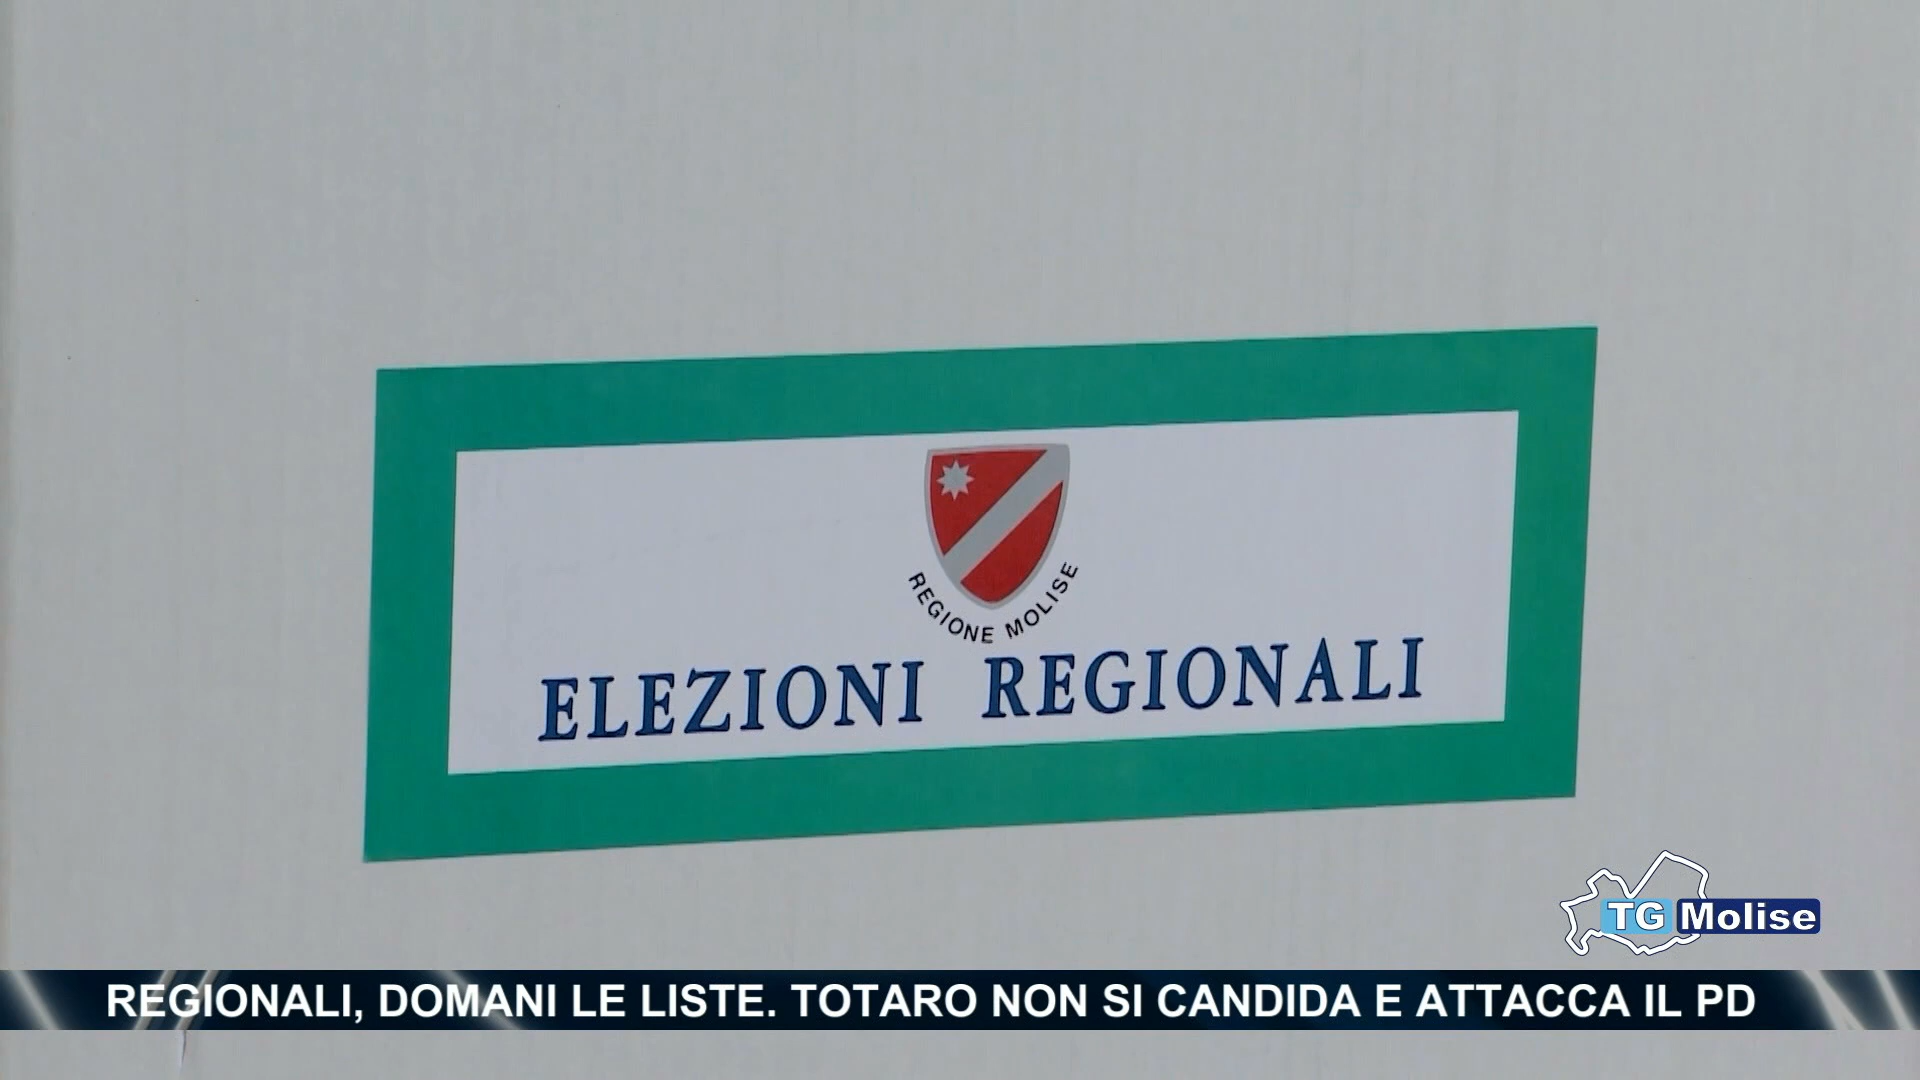 REGIONE MOLISE
ELEZIONI REGIONALI
TG Molise
REGIONALI, DOMANI LE LISTE. TOTARO NON SI CANDIDA E ATTACCA IL PD